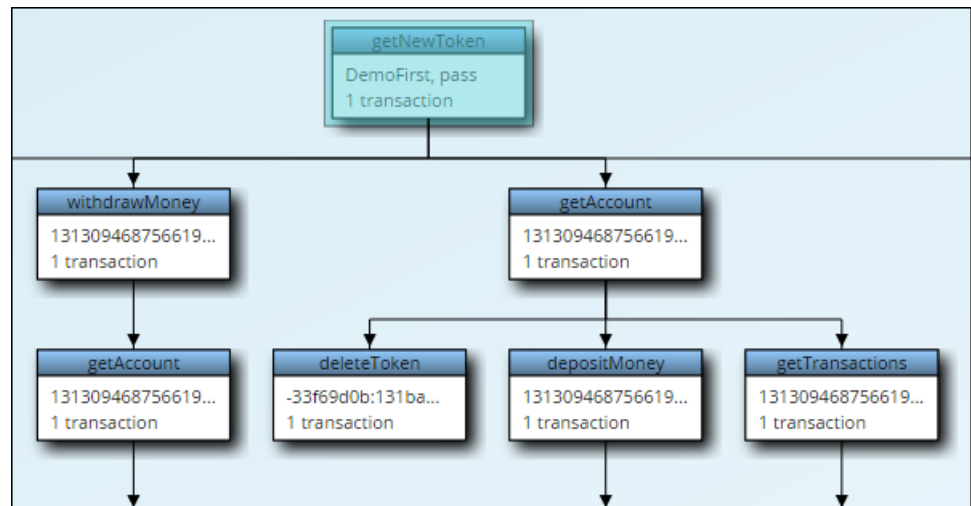 getNewToken
DemoFirst, pass
1 transaction
withdrawMoney
131309468756619...
1 transaction
getAccount
131309468756619...
1 transaction
getAccount
131309468756619...
1 transaction
deleteToken
-33f69d0b:131ba...
1 transaction
depositMoney
131309468756619...
1 transaction
getTransactions
131309468756619...
1 transaction